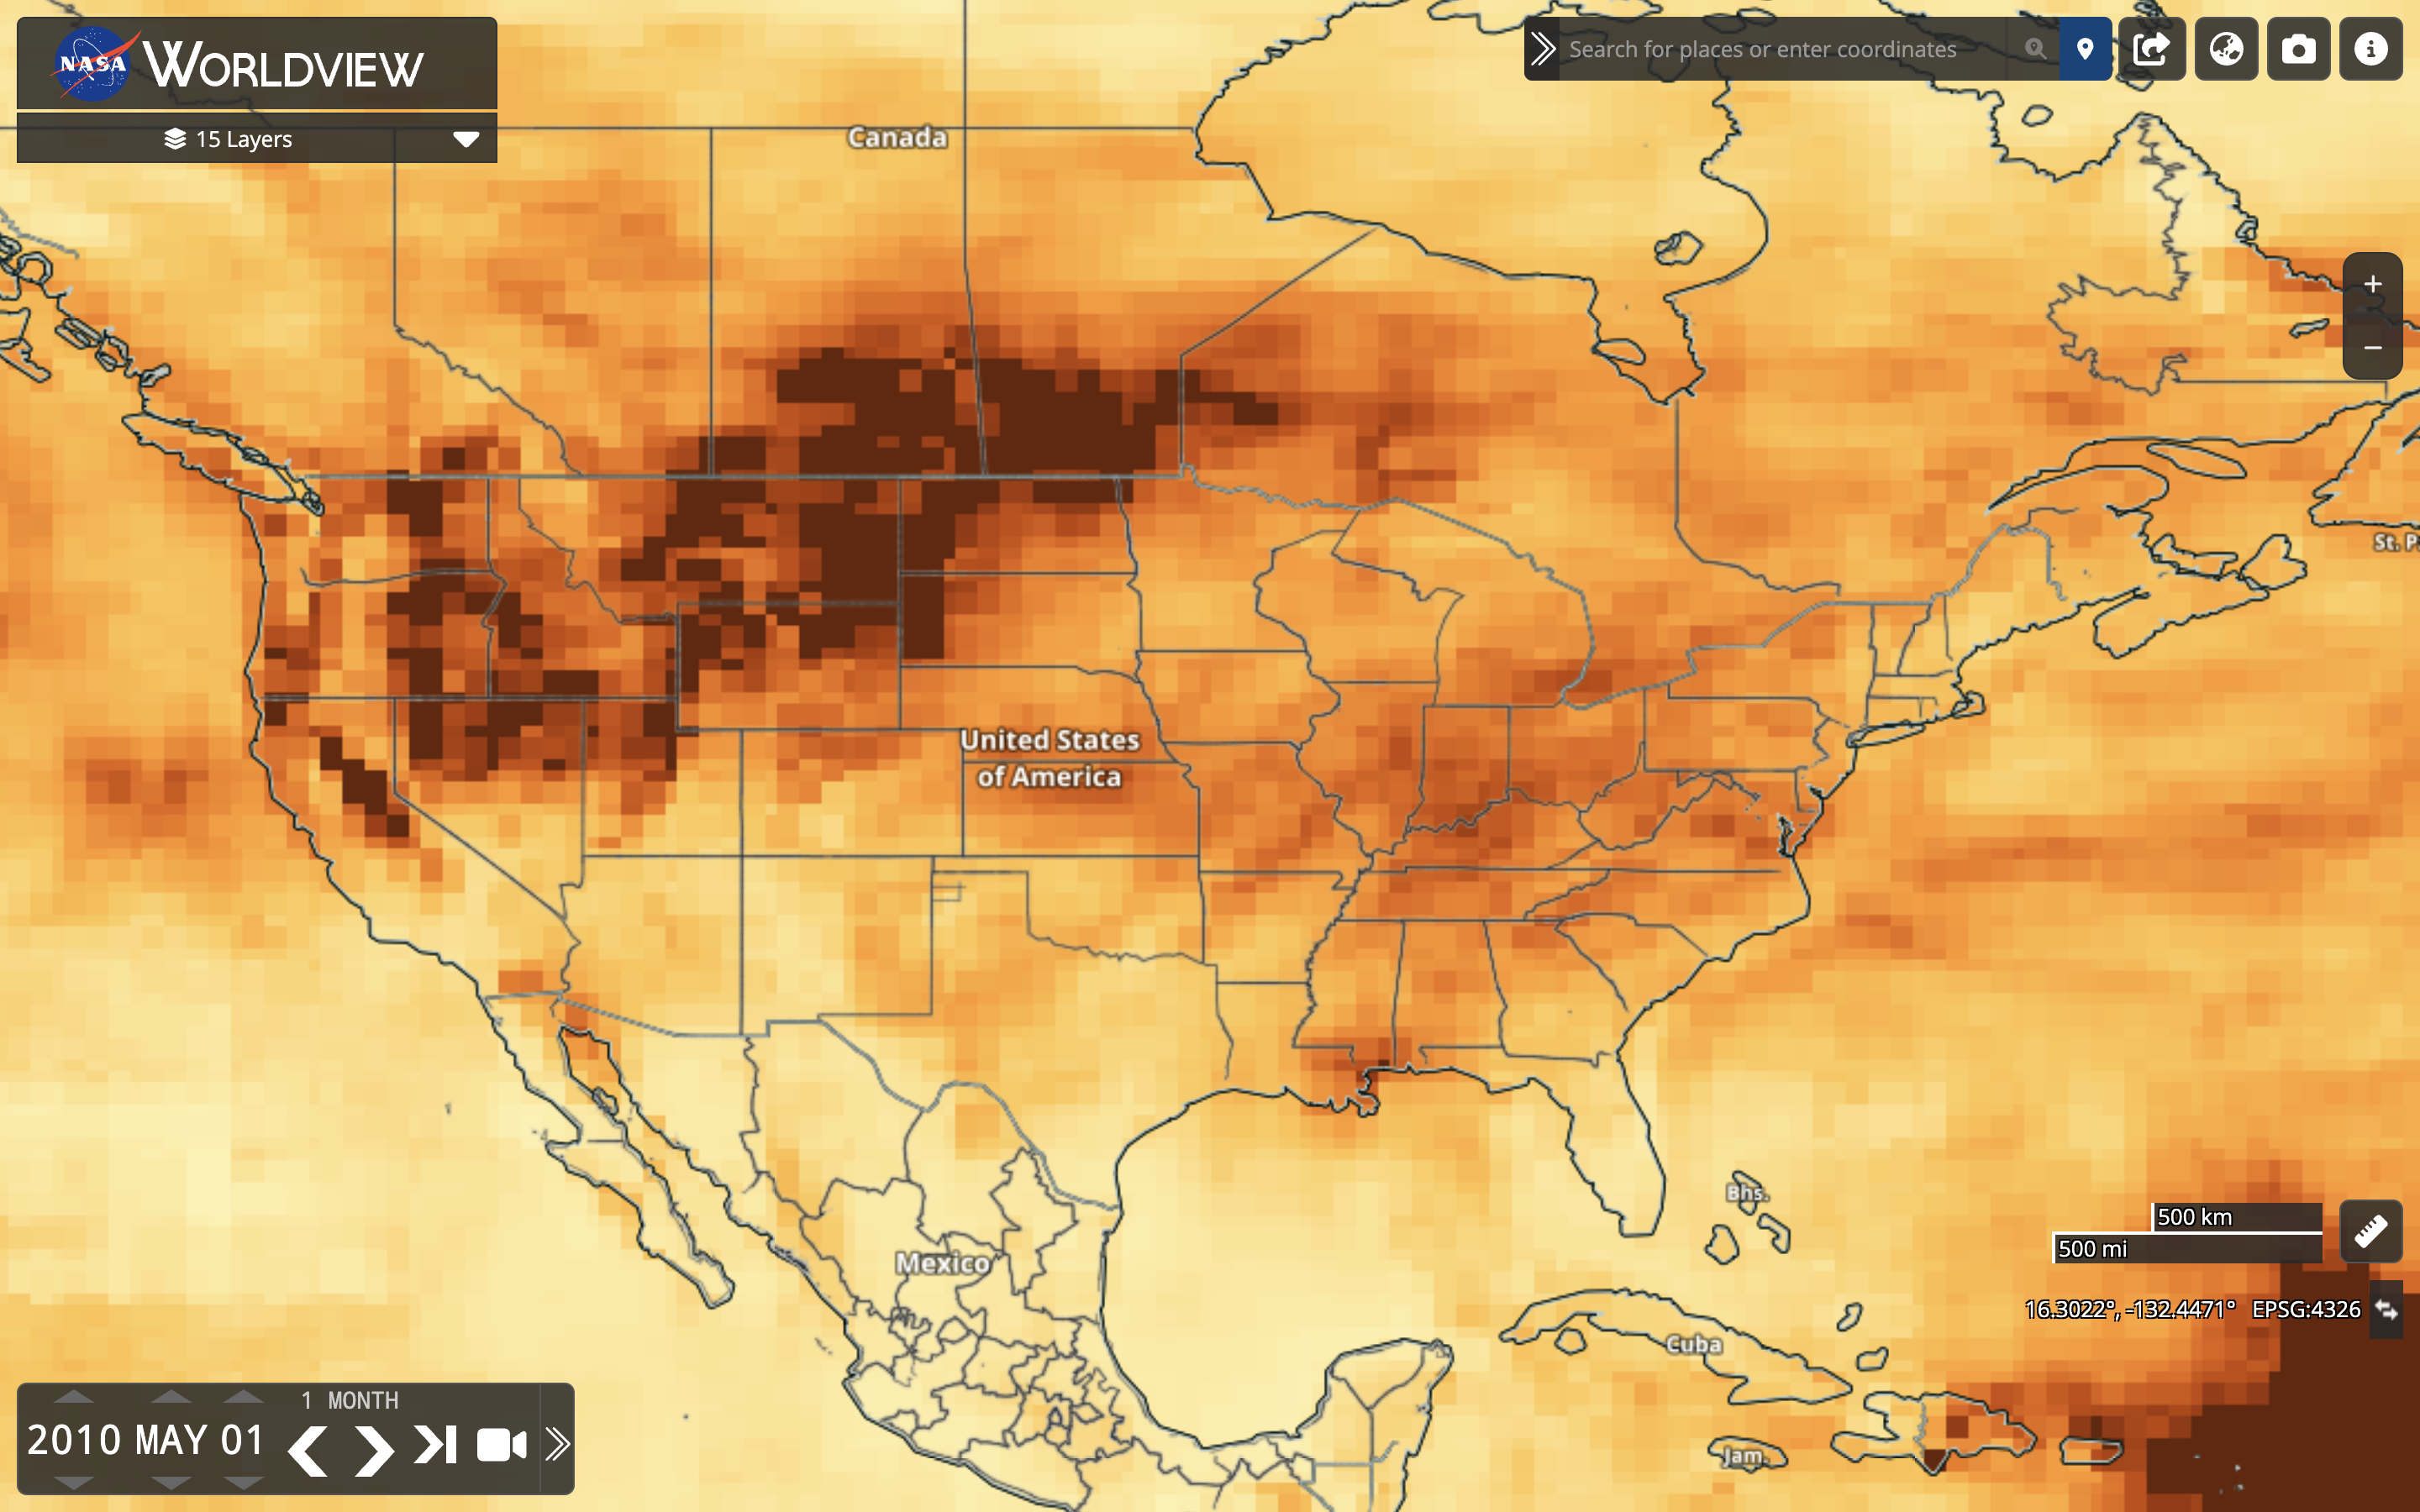 NASA WORLDVIEW
Search for places or enter coordinates
15 Layers
Canada
St. P
United States
of America
Bhs.
500 km
500 mi
Mexico
16.3022°, -132.4471° EPSG:4326
Cuba
1 MONTH
2010 MAY 01
Jam.